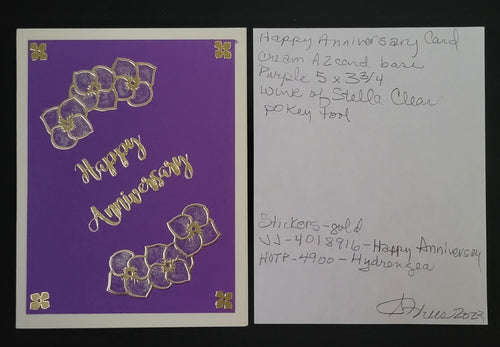 Happy
Anniversary
Happy Anniversary Card
Cream A2 card base
Purple 5 x 3 3/4
Wink of Stella Clear
pokey tool
Stickers-gold
JJ-4018916-Happy Anniversary
HOTP-4900-Hydrangea
2023